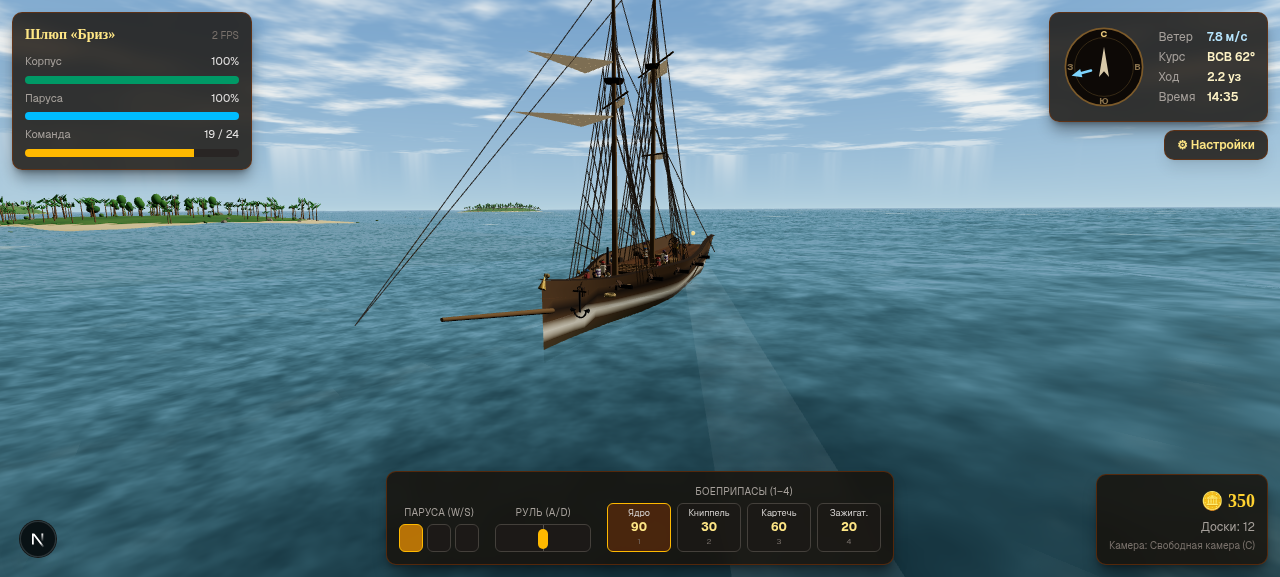 Шлюп «Бриз»
2 FPS
Корпус 100%
Паруса 100%
Команда 19 / 24
С
З В
Ю
Ветер 7.8 м/с
Курс ВСВ 62°
Ход 2.2 уз
Время 14:35
⚙ Настройки
ПАРУСА (W/S)
РУЛЬ (A/D)
БОЕПРИПАСЫ (1–4)
Ядро
90
1
Книппель
30
2
Картечь
60
3
Зажигат.
20
4
N
350
Доски: 12
Камера: Свободная камера (C)